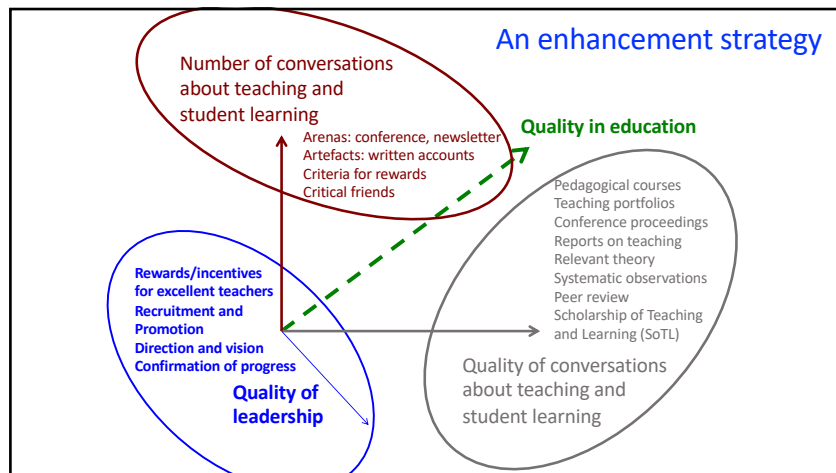 An enhancement strategy
Number of conversations
about teaching and
student learning
Arenas: conference, newsletter
Artefacts: written accounts
Criteria for rewards
Critical friends
Quality in education
Pedagogical courses
Teaching portfolios
Conference proceedings
Reports on teaching
Relevant theory
Systematic observations
Peer review
Scholarship of Teaching
and Learning (SoTL)
Quality of conversations
about teaching and
student learning
Rewards/incentives
for excellent teachers
Recruitment and
Promotion
Direction and vision
Confirmation of progress
Quality of
leadership